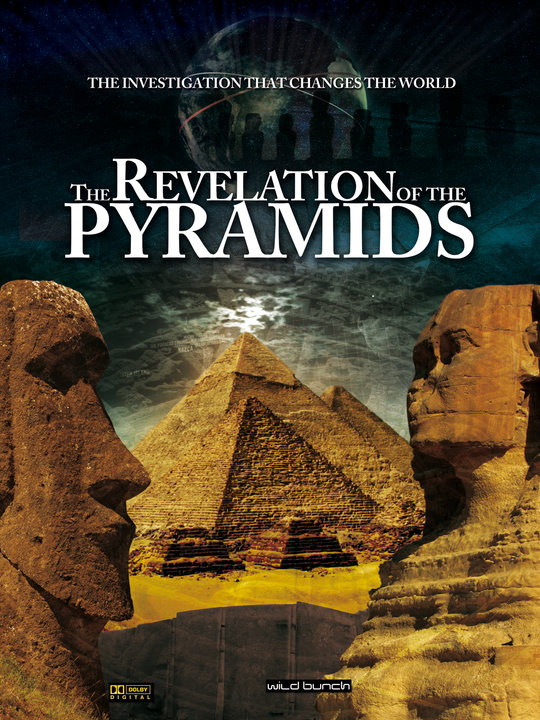 THE INVESTIGATION THAT CHANGES THE WORLD
THE REVELATION OF THE
PYRAMIDS
DOLBY
DIGITAL
wild bunch